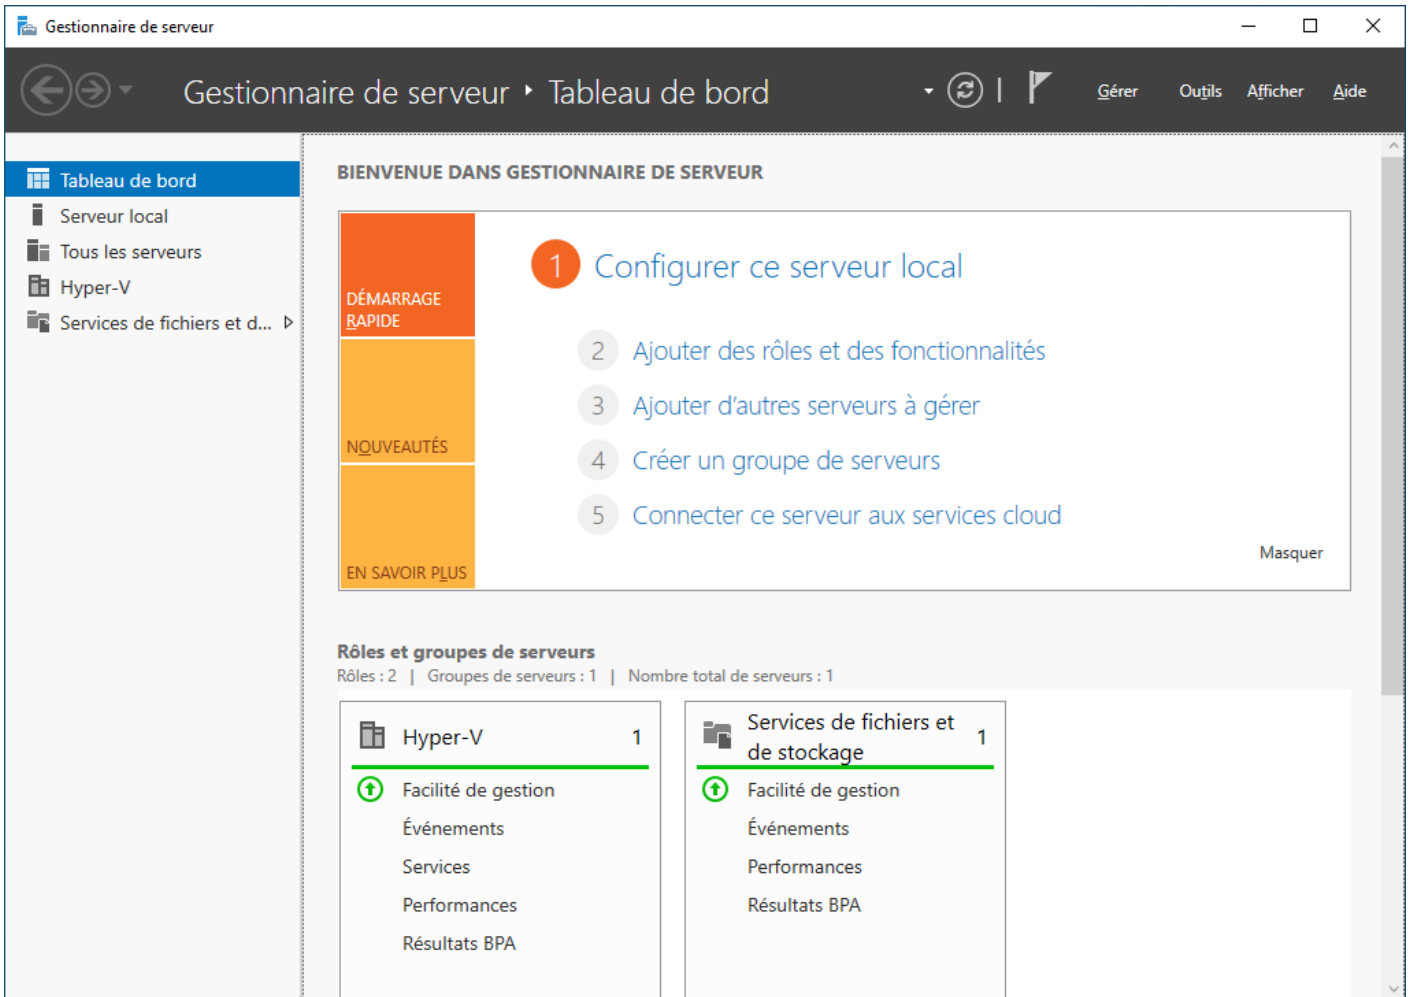 Gestionnaire de serveur
Gestionnaire de serveur • Tableau de bord
Gérer Outils Afficher Aide
Tableau de bord
Serveur local
Tous les serveurs
Hyper-V
Services de fichiers et d...
BIENVENUE DANS GESTIONNAIRE DE SERVEUR
DÉMARRAGE
RAPIDE
NOUVEAUTÉS
EN SAVOIR PLUS
1 Configurer ce serveur local
2 Ajouter des rôles et des fonctionnalités
3 Ajouter d'autres serveurs à gérer
4 Créer un groupe de serveurs
5 Connecter ce serveur aux services cloud
Masquer
Rôles et groupes de serveurs
Rôles : 2 | Groupes de serveurs : 1 | Nombre total de serveurs : 1
Hyper-V 1
Facilité de gestion
Événements
Services
Performances
Résultats BPA
Services de fichiers et
de stockage 1
Facilité de gestion
Événements
Performances
Résultats BPA